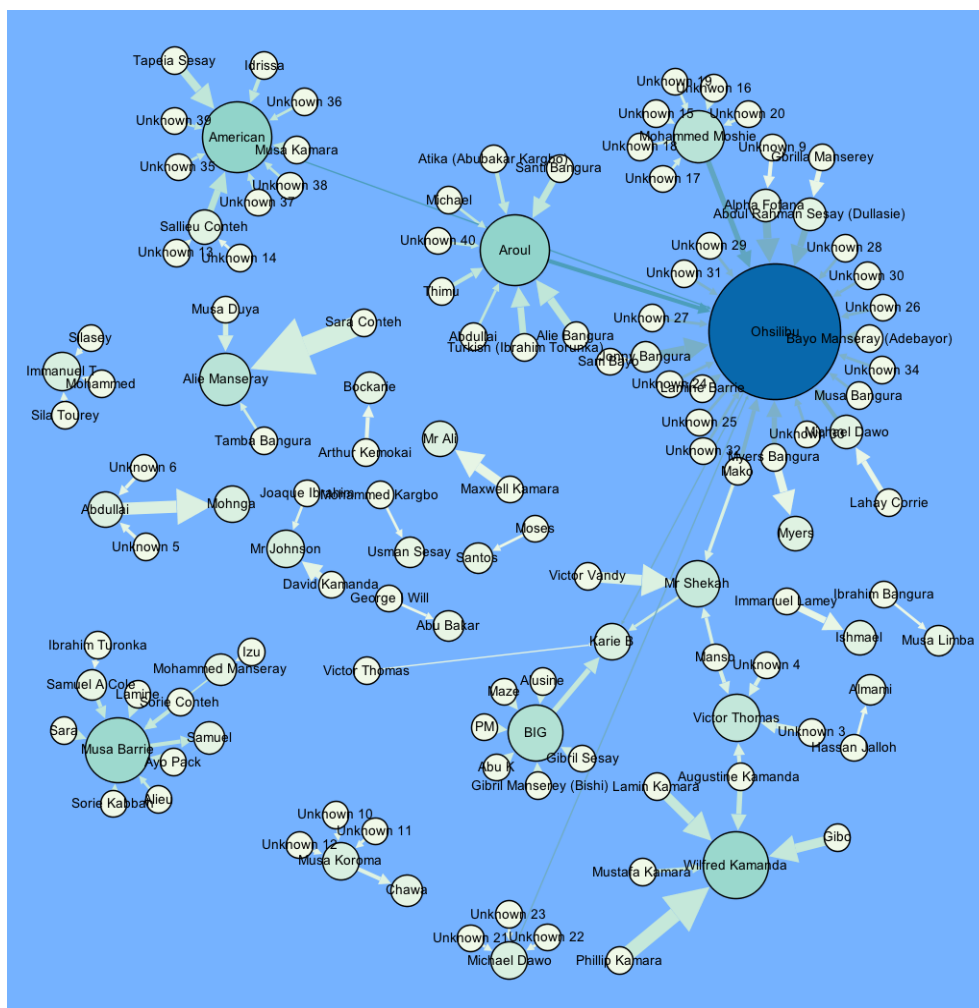 Tapeia Sesay
Idrissa
Unknown 36
Unknown 39
American
Musa Kamara
Unknown 35
Unknown 38
Unknown 37
Sallieu Conteh
Unknown 13
Unknown 14
Unknown 19
Unknwon 16
Unknown 15
Unknown 20
Mohammed Moshie
Unknown 18
Unknown 9
Unknown 17
Gorilla Manserey
Alpha Fofana
Abdul Rahman Sesay (Dullasie)
Atika (Abubakar Kargbo)
Santi Bangura
Michael
Unknown 40
Aroul
Thimu
Abdullai
Turkish (Ibrahim Torunka)
Alie Bangura
Unknown 29
Unknown 28
Unknown 31
Unknown 30
Unknown 27
Ohsilibu
Unknown 26
Bayo Manseray (Adebayor)
Jonny Bangura
Sam Bayo
Unknown 24
Lamine Barrie
Unknown 34
Musa Bangura
Unknown 25
Unknown 32
Michael Dawo
Myers Bangura
Mako
Lahay Corrie
Myers
Musa Duya
Sara Conteh
Alie Manseray
Tamba Bangura
Silasey
Immanuel T
Mohammed
Sila Tourey
Bockarie
Arthur Kemokai
Mr Ali
Maxwell Kamara
Unknown 6
Abdullai
Mohnga
Unknown 5
Joaque Ibrahim
Mohammed Kargbo
Mr Johnson
Usman Sesay
David Kamanda
Moses
Santos
George I Will
Abu Bakar
Victor Vandy
Mr Shekah
Immanuel Lamey
Ibrahim Bangura
Ishmael
Musa Limba
Karie B
Victor Thomas
Manso
Unknown 4
Almami
Victor Thomas
Unknown 3
Hassan Jalloh
Ibrahim Turonka
Izu
Mohammed Manseray
Samuel A Cole
Lamine
Sorie Conteh
Sara
Musa Barrie
Samuel
Ayo Pack
Sorie Kabbah
Alieu
Alusine
Maze
PM
BIG
Abu K
Gibril Sesay
Gibril Manserey (Bishi)
Augustine Kamanda
Lamin Kamara
Gibo
Mustafa Kamara
Wilfred Kamanda
Phillip Kamara
Unknown 10
Unknown 11
Unknown 12
Musa Koroma
Chawa
Unknown 23
Unknown 21
Unknown 22
Michael Dawo